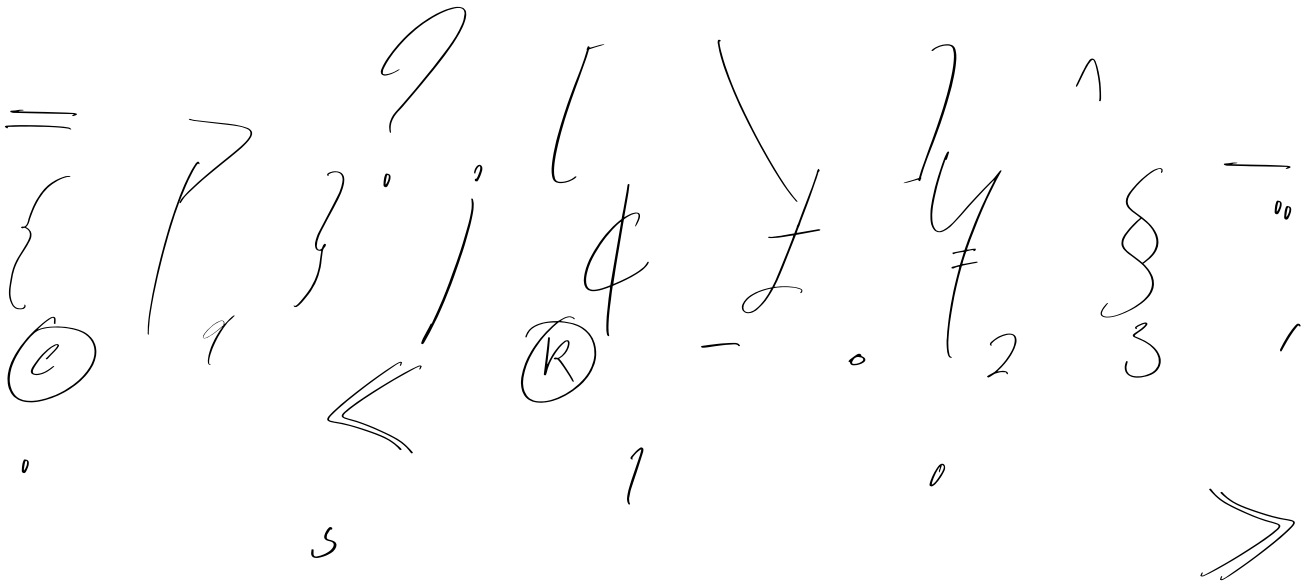 = > ? [ \ ] ^ _
{ | } ¡ ¢ £ ¥ § ¨
© ª « ® ¯ ° ² ³ ´
· ¸ ¹ º »